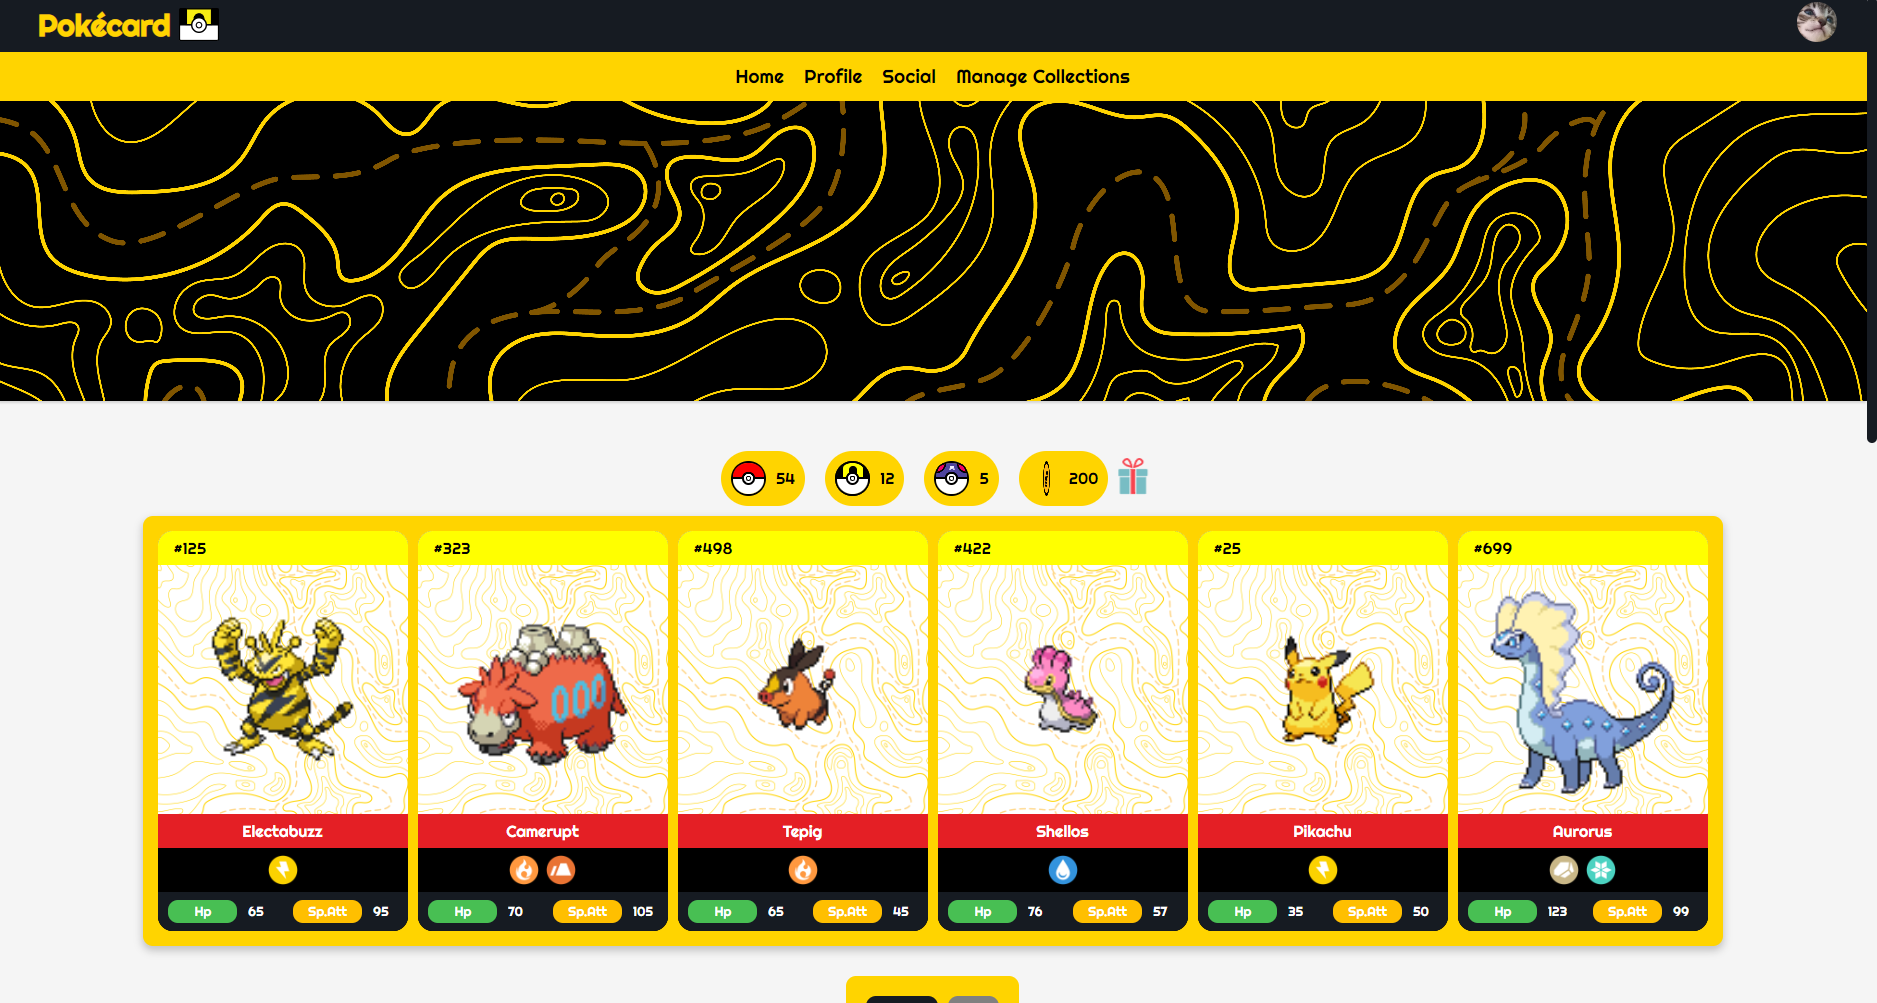 Pokécard
Home Profile Social Manage Collections
54 12 5 200
#125 #323 #498 #422 #25 #699
Electabuzz Camerupt Tepig Shellos Pikachu Aurorus
Hp 65 Sp.Att 95 Hp 70 Sp.Att 105 Hp 65 Sp.Att 45 Hp 76 Sp.Att 57 Hp 35 Sp.Att 50 Hp 123 Sp.Att 99